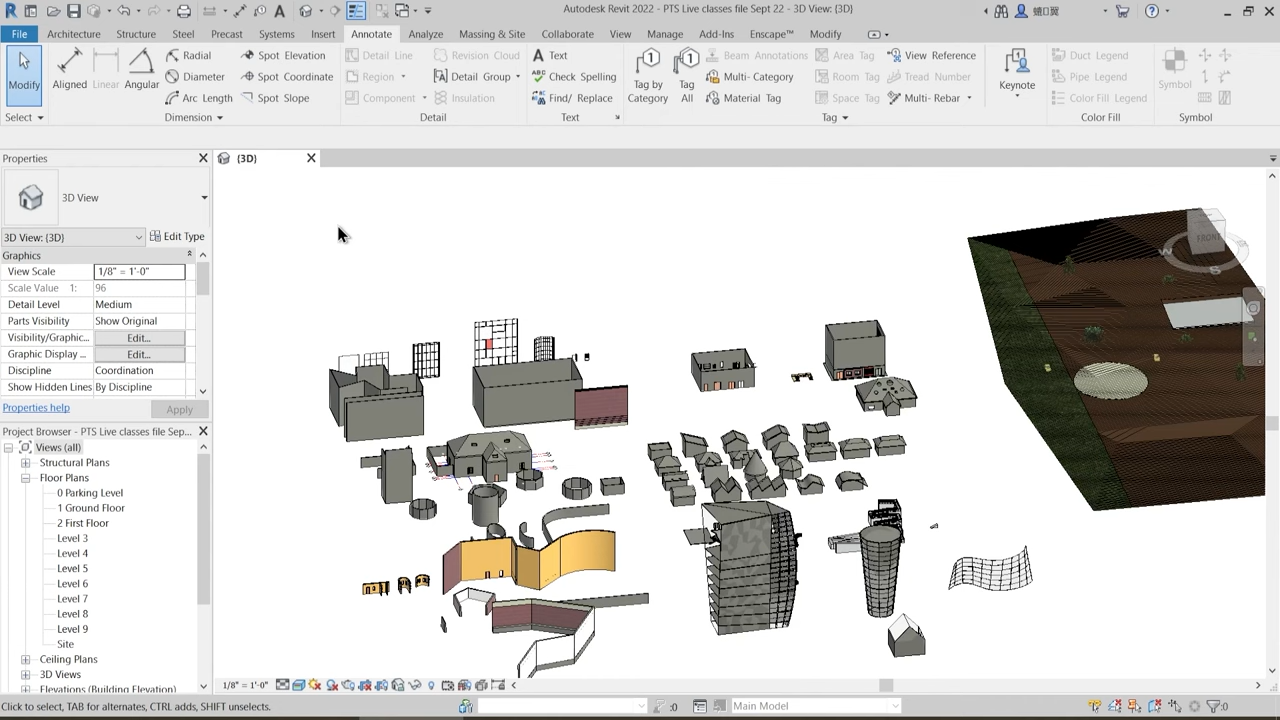 Autodesk Revit 2022 - PTS Live classes file Sept 22 - 3D View: {3D}
File Architecture Structure Steel Precast Systems Insert Annotate Analyze Massing & Site Collaborate View Manage Add-Ins Enscape™ Modify
Modify
Select
Aligned
Linear
Angular
Radial
Diameter
Arc Length
Spot Elevation
Spot Coordinate
Spot Slope
Dimension
Detail Line
Region
Component
Revision Cloud
Detail Group
Insulation
Detail
Text
Check Spelling
Find/ Replace
Text
Tag by
Category
Tag
All
Beam Annotations
Multi- Category
Material Tag
Area Tag
Room Tag
Space Tag
View Reference
Tread Number
Multi- Rebar
Tag
Keynote
Duct Legend
Pipe Legend
Color Fill Legend
Color Fill
Symbol
Symbol
Properties
3D View
3D View: {3D}
Edit Type
Graphics
View Scale 1/8" = 1'-0"
Scale Value 1: 96
Detail Level Medium
Parts Visibility Show Original
Visibility/Graphic... Edit...
Graphic Display ... Edit...
Discipline Coordination
Show Hidden Lines By Discipline
Properties help
Apply
Project Browser - PTS Live classes file Sep...
Views (all)
Structural Plans
Floor Plans
0 Parking Level
1 Ground Floor
2 First Floor
Level 3
Level 4
Level 5
Level 6
Level 7
Level 8
Level 9
Site
Ceiling Plans
3D Views
Elevations (Building Elevation)
{3D}
FRONT
W
S
1/8" = 1'-0"
Click to select, TAB for alternates, CTRL adds, SHIFT unselects.
:0
Main Model
:0